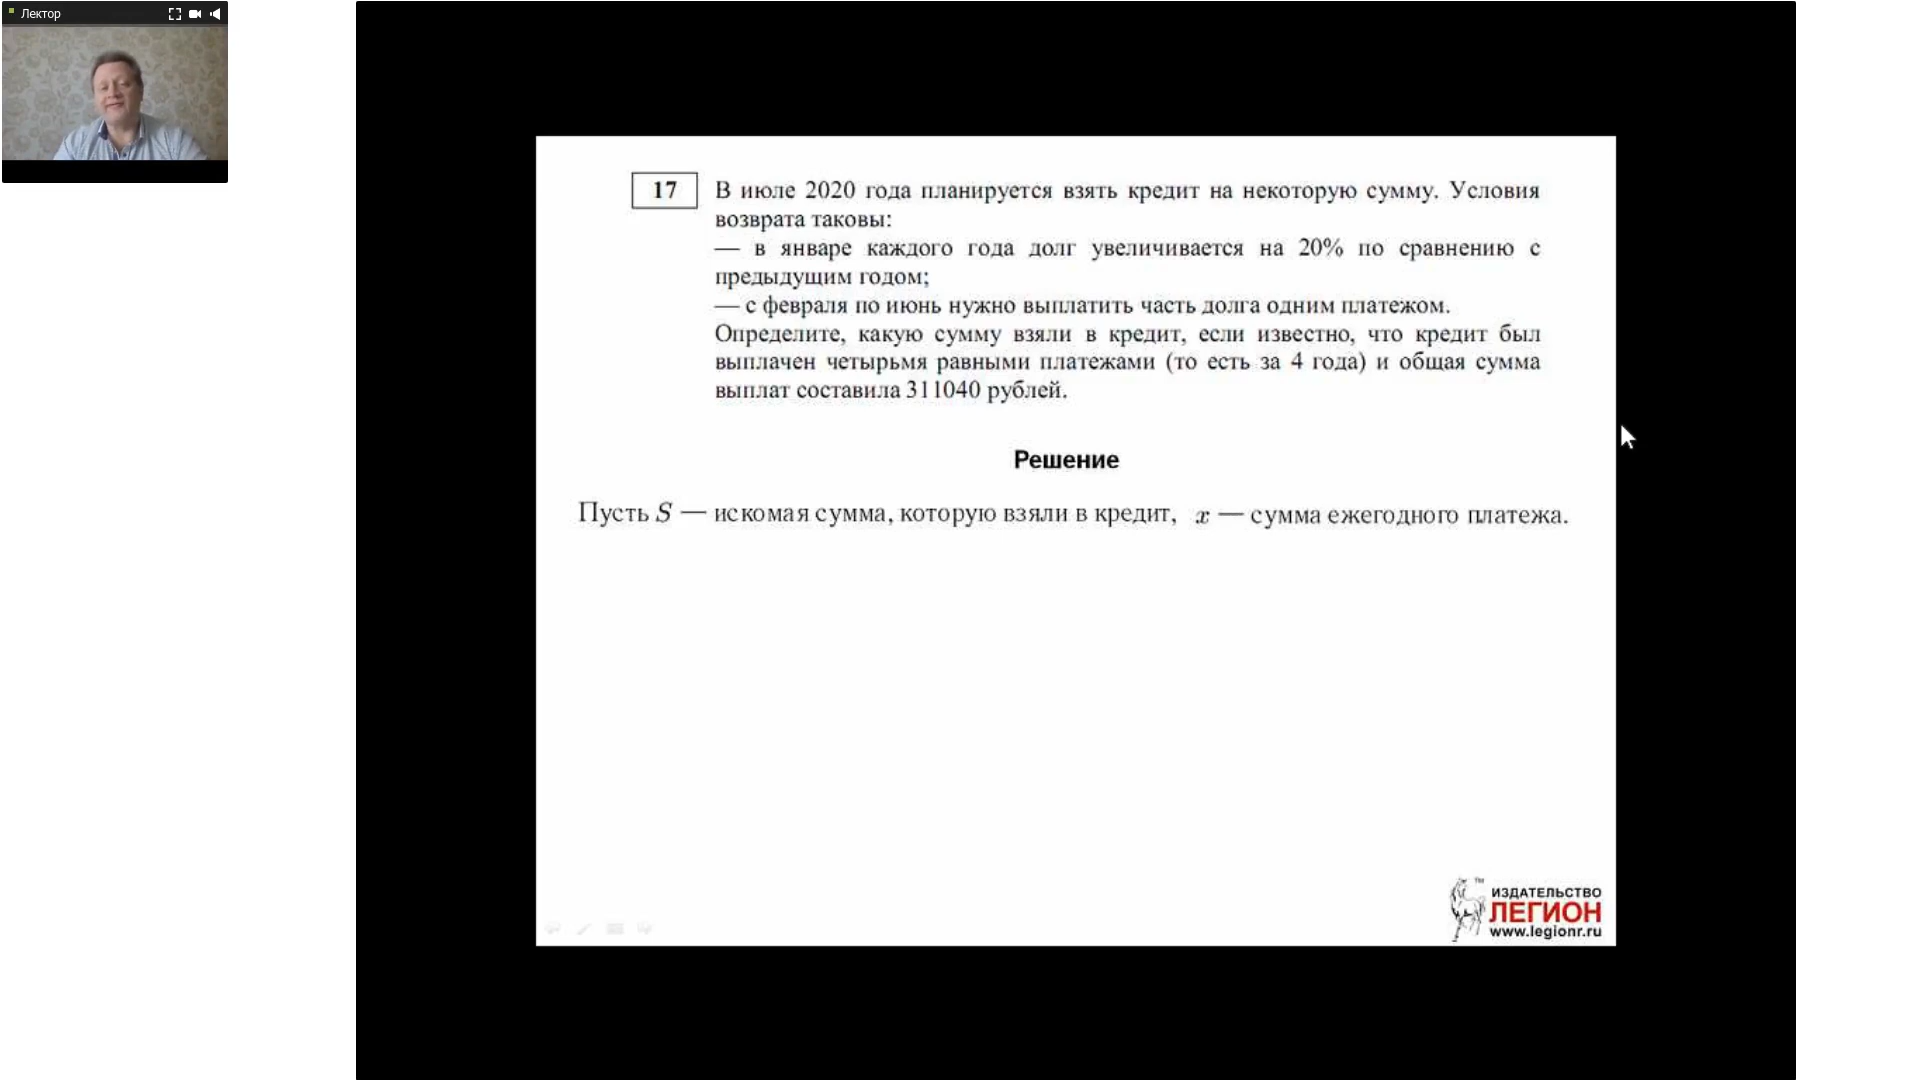 Лектор
17
В июле 2020 года планируется взять кредит на некоторую сумму. Условия
возврата таковы:
— в январе каждого года долг увеличивается на 20% по сравнению с
предыдущим годом;
— с февраля по июнь нужно выплатить часть долга одним платежом.
Определите, какую сумму взяли в кредит, если известно, что кредит был
выплачен четырьмя равными платежами (то есть за 4 года) и общая сумма
выплат составила 311040 рублей.
Решение
Пусть S — искомая сумма, которую взяли в кредит, x — сумма ежегодного платежа.
TM
ИЗДАТЕЛЬСТВО
ЛЕГИОН
www.legionr.ru